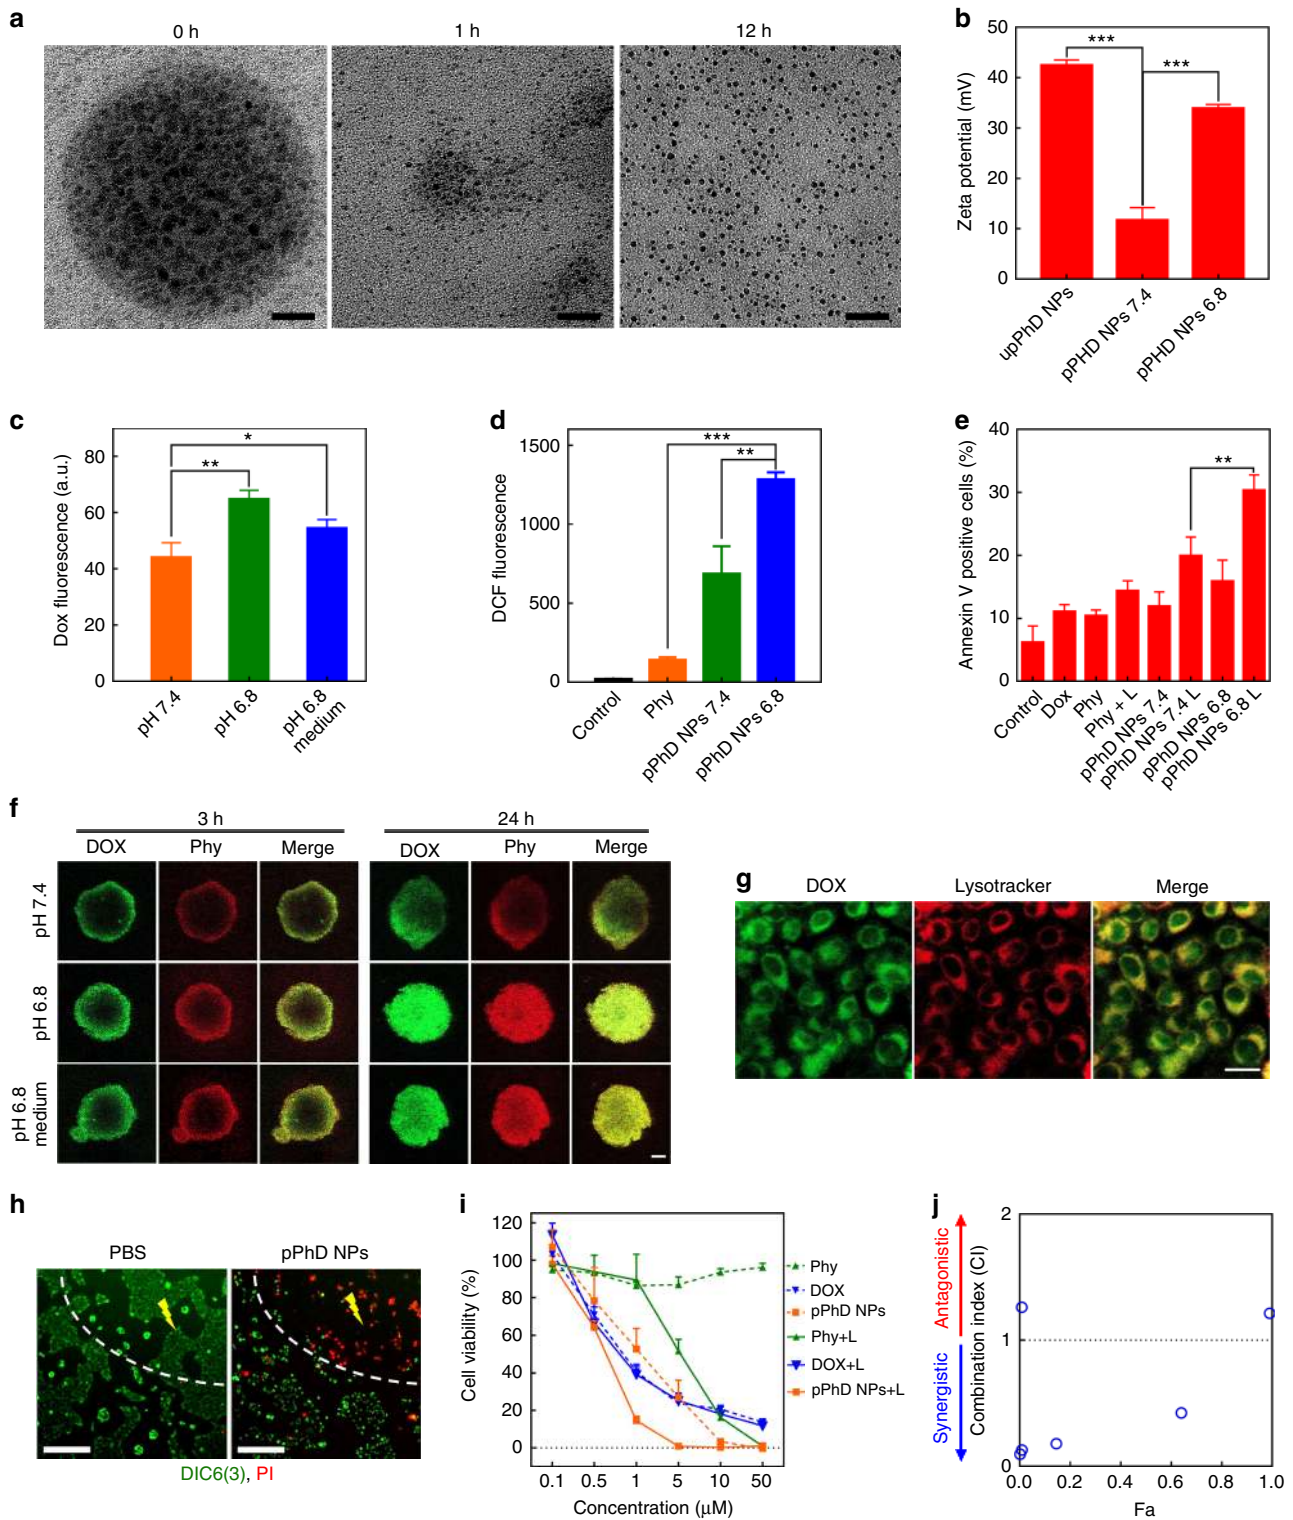 a
0 h
1 h
12 h
b
Zeta potential (mV)
50
40
30
20
10
0
***
***
upPhD NPs
pPHD NPs 7.4
pPHD NPs 6.8
c
Dox fluorescence (a.u.)
80
60
40
20
0
*
**
pH 7.4
pH 6.8
pH 6.8
medium
d
DCF fluorescence
1500
1000
500
0
***
**
Control
Phy
pPhD NPs 7.4
pPhD NPs 6.8
e
Annexin V positive cells (%)
40
30
20
10
0
**
Control
Dox
Phy
Phy + L
pPhD NPs 7.4
pPhD NPs 7.4 L
pPhD NPs 6.8
pPhD NPs 6.8 L
f
3 h
24 h
DOX
Phy
Merge
DOX
Phy
Merge
pH 7.4
pH 6.8
pH 6.8
medium
g
DOX
Lysotracker
Merge
h
PBS
pPhD NPs
DIC6(3), PI
i
Cell viability (%)
120
100
80
60
40
20
0
0.1
0.5
1
5
10
50
Concentration (μM)
Phy
DOX
pPhD NPs
Phy+L
DOX+L
pPhD NPs+L
j
Antagonistic
Synergistic
Combination index (CI)
2
1
0
0.0
0.2
0.4
0.6
0.8
1.0
Fa